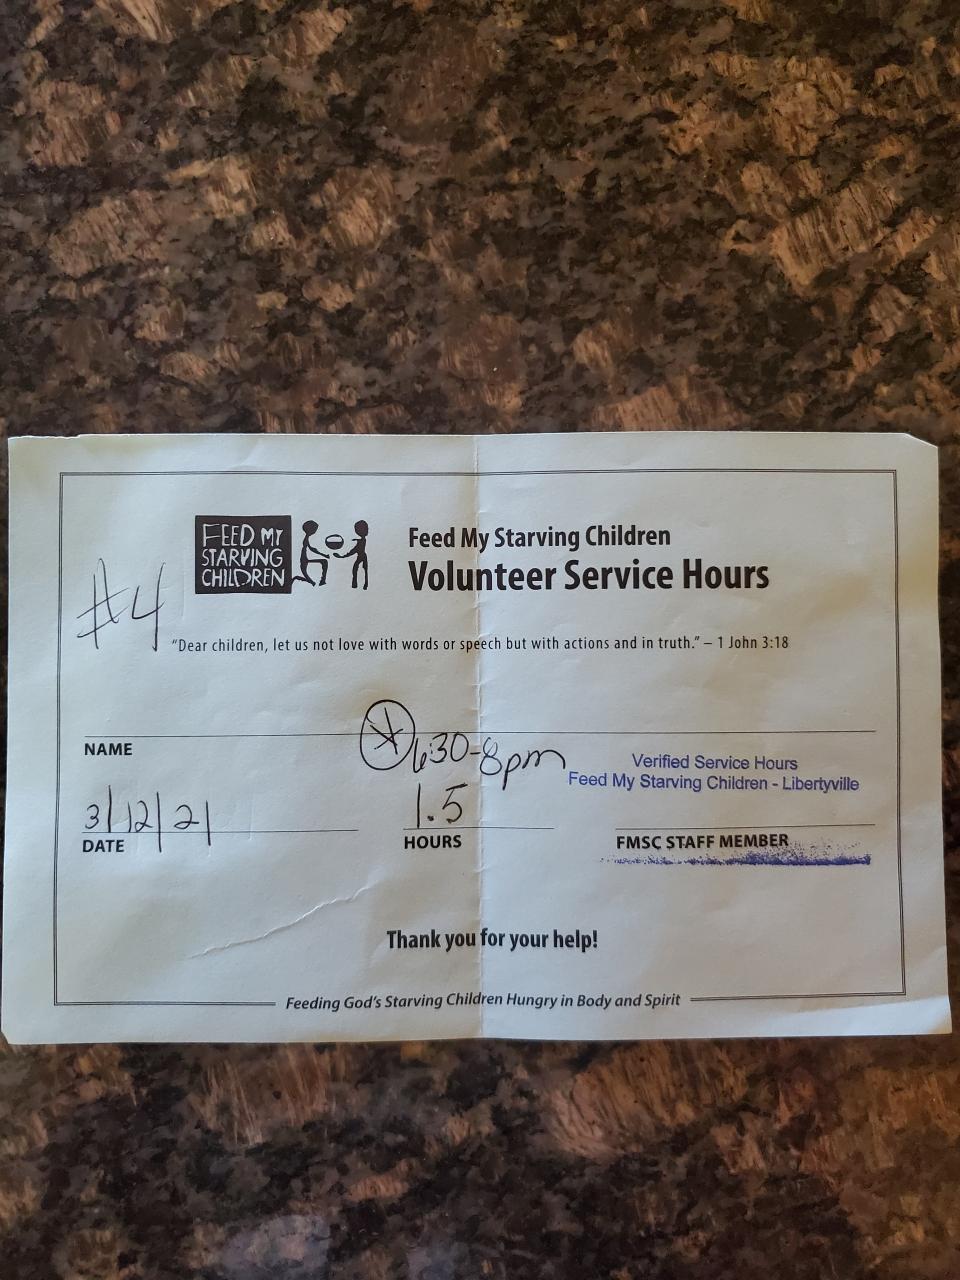 FEED MY
STARVING
CHILDREN
Feed My Starving Children
Volunteer Service Hours
#4
“Dear children, let us not love with words or speech but with actions and in truth.” – 1 John 3:18
NAME
6:30-8pm
Verified Service Hours
Feed My Starving Children - Libertyville
3/12/21
1.5
DATE
HOURS
FMSC STAFF MEMBER
Thank you for your help!
Feeding God's Starving Children Hungry in Body and Spirit